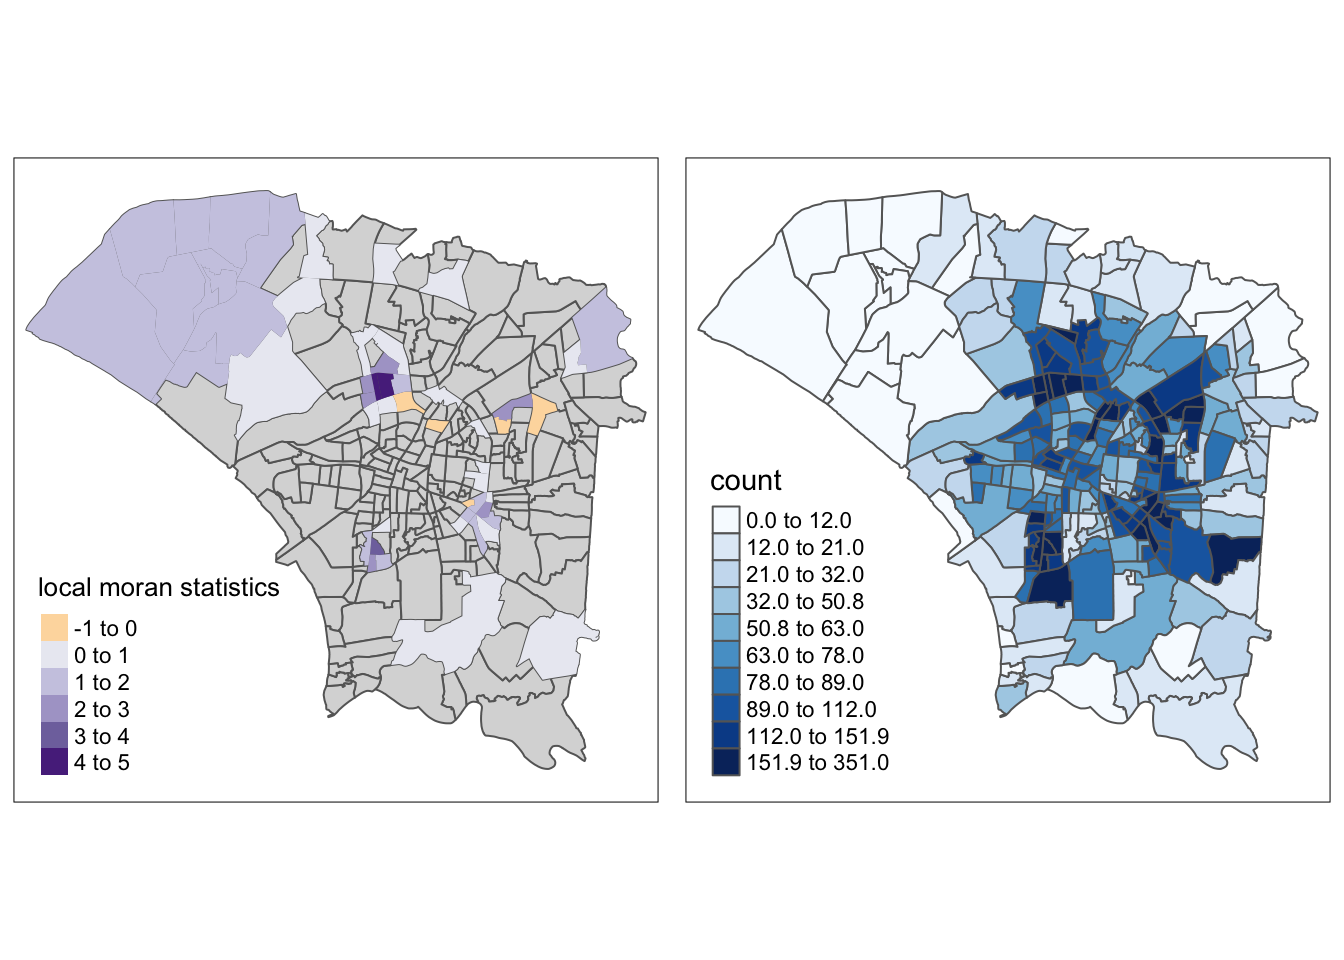 local moran statistics
-1 to 0
0 to 1
1 to 2
2 to 3
3 to 4
4 to 5
count
0.0 to 12.0
12.0 to 21.0
21.0 to 32.0
32.0 to 50.8
50.8 to 63.0
63.0 to 78.0
78.0 to 89.0
89.0 to 112.0
112.0 to 151.9
151.9 to 351.0